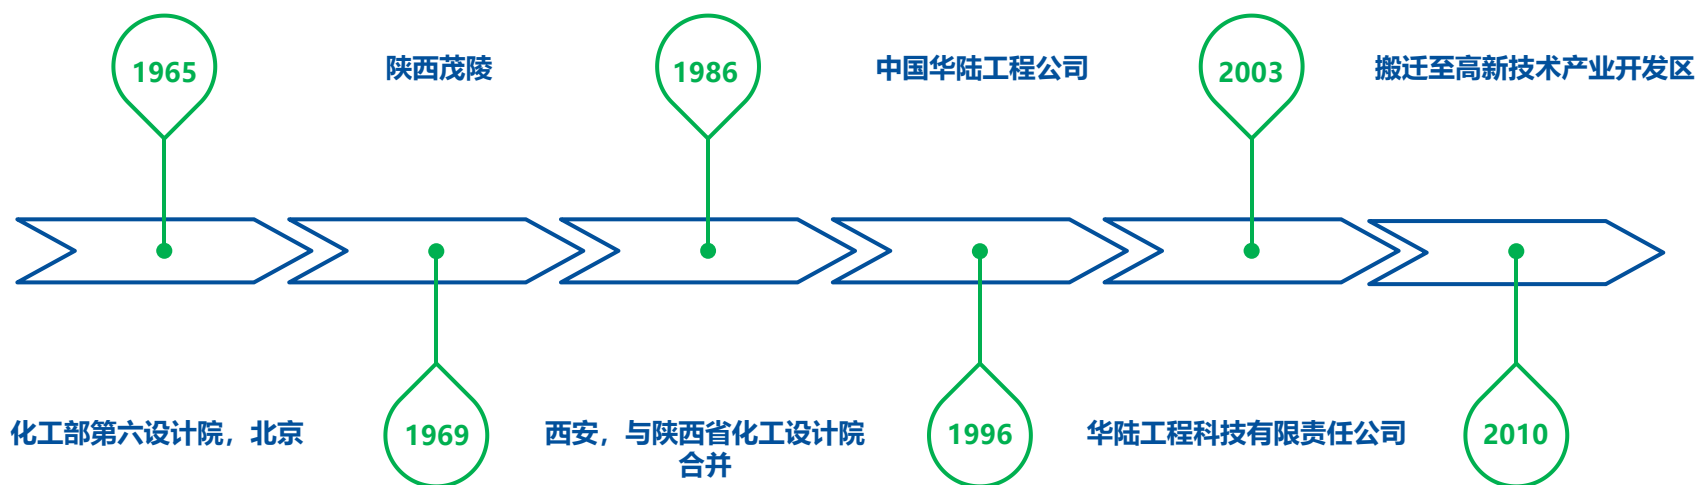 1965
陕西茂陵
1986
中国华陆工程公司
2003
搬迁至高新技术产业开发区
化工部第六设计院，北京
1969
西安，与陕西省化工设计院
合并
1996
华陆工程科技有限责任公司
2010